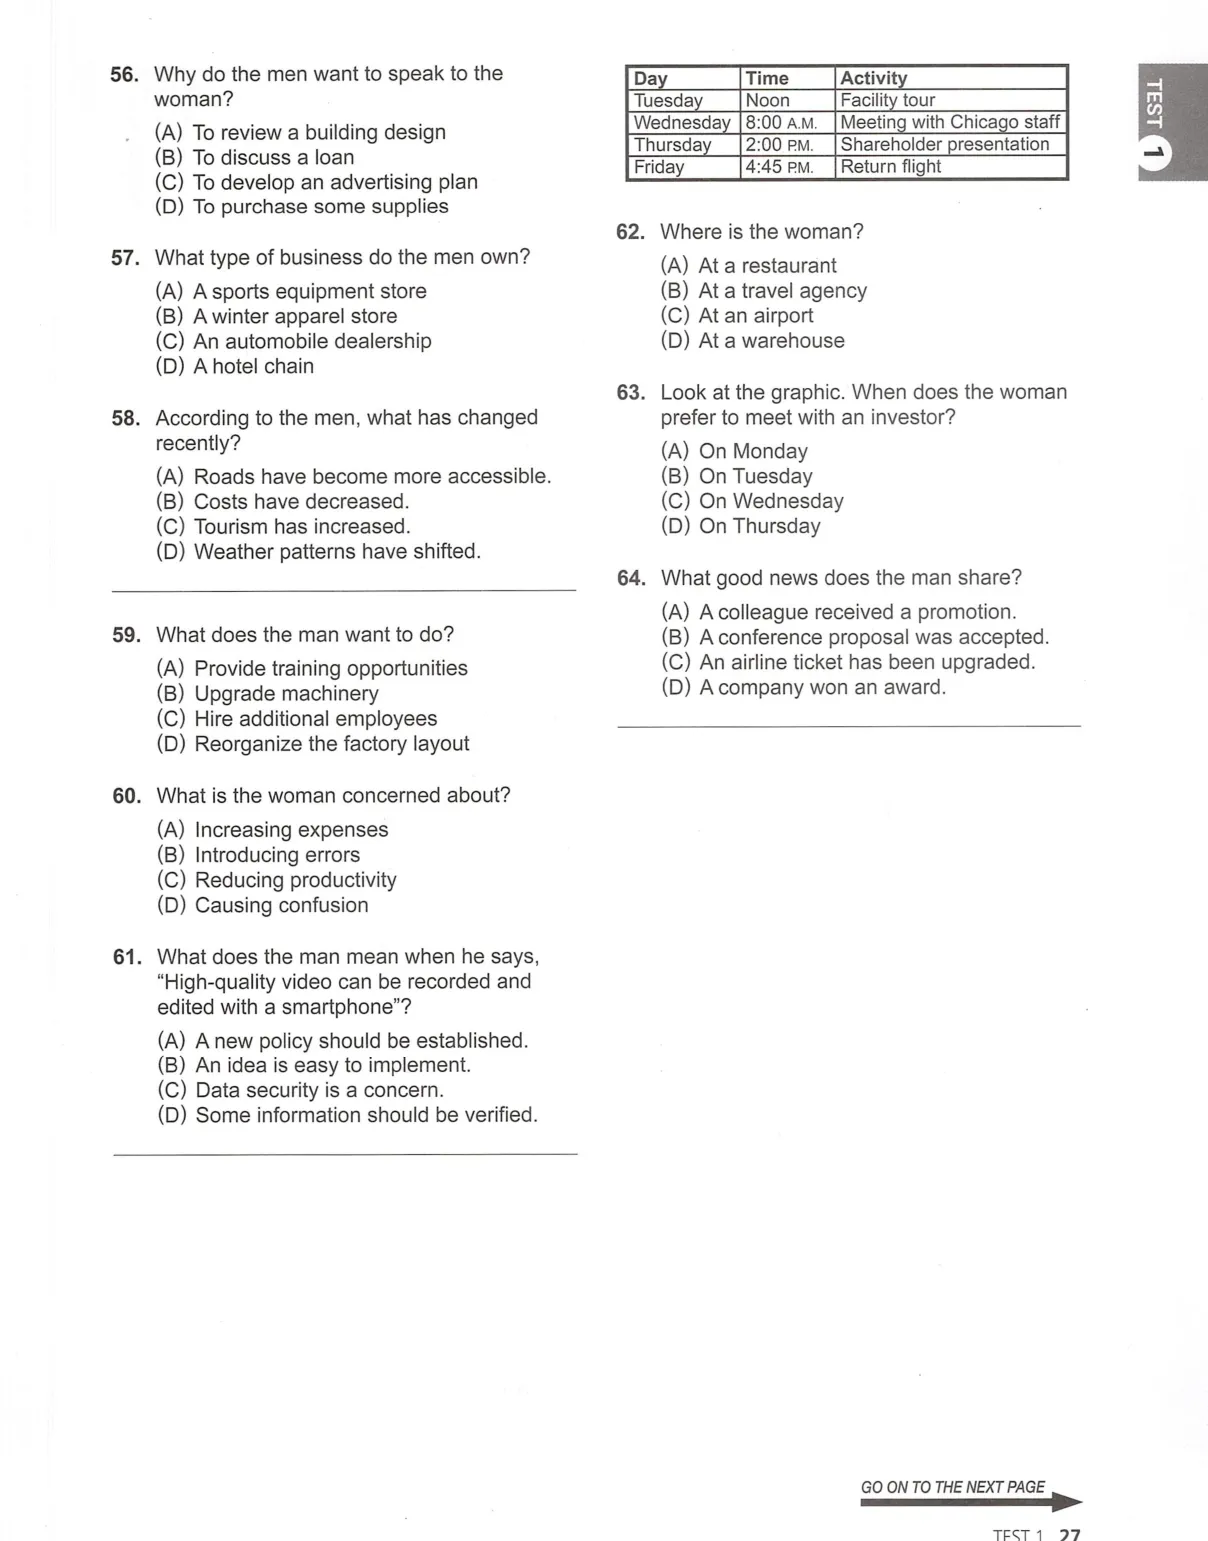 56. Why do the men want to speak to the
woman?
(A) To review a building design
(B) To discuss a loan
(C) To develop an advertising plan
(D) To purchase some supplies
57. What type of business do the men own?
(A) A sports equipment store
(B) A winter apparel store
(C) An automobile dealership
(D) A hotel chain
58. According to the men, what has changed
recently?
(A) Roads have become more accessible.
(B) Costs have decreased.
(C) Tourism has increased.
(D) Weather patterns have shifted.
59. What does the man want to do?
(A) Provide training opportunities
(B) Upgrade machinery
(C) Hire additional employees
(D) Reorganize the factory layout
60. What is the woman concerned about?
(A) Increasing expenses
(B) Introducing errors
(C) Reducing productivity
(D) Causing confusion
61. What does the man mean when he says,
“High-quality video can be recorded and
edited with a smartphone”?
(A) A new policy should be established.
(B) An idea is easy to implement.
(C) Data security is a concern.
(D) Some information should be verified.
Day Time Activity
Tuesday Noon Facility tour
Wednesday 8:00 A.M. Meeting with Chicago staff
Thursday 2:00 P.M. Shareholder presentation
Friday 4:45 P.M. Return flight
62. Where is the woman?
(A) At a restaurant
(B) At a travel agency
(C) At an airport
(D) At a warehouse
63. Look at the graphic. When does the woman
prefer to meet with an investor?
(A) On Monday
(B) On Tuesday
(C) On Wednesday
(D) On Thursday
64. What good news does the man share?
(A) A colleague received a promotion.
(B) A conference proposal was accepted.
(C) An airline ticket has been upgraded.
(D) A company won an award.
TEST 1
GO ON TO THE NEXT PAGE
TEST 1 27